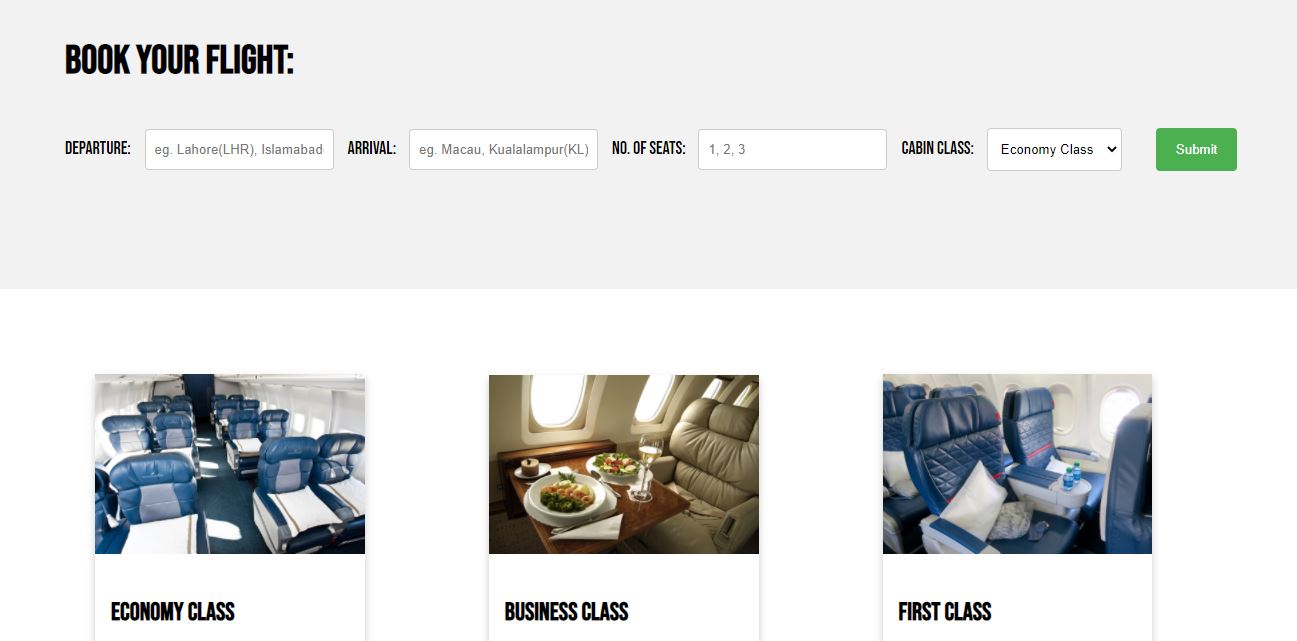 BOOK YOUR FLIGHT:
DEPARTURE: eg. Lahore(LHR), Islamabad ARRIVAL: eg. Macau, Kualalampur(KL) NO. OF SEATS: 1, 2, 3 CABIN CLASS: Economy Class Submit
ECONOMY CLASS BUSINESS CLASS FIRST CLASS